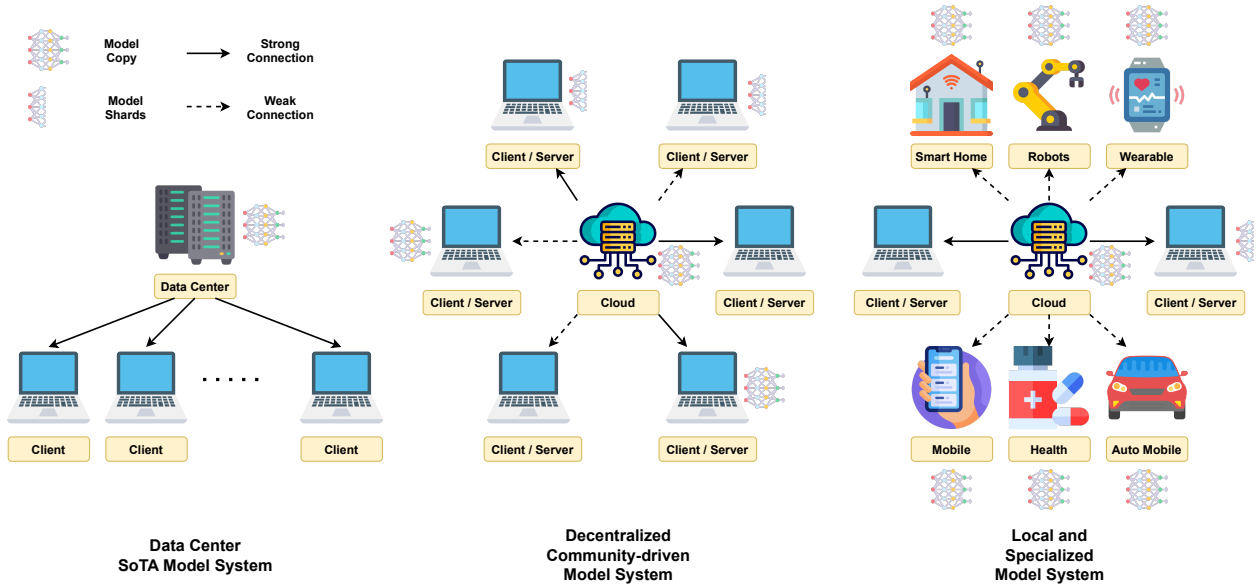 Model
Copy
Strong
Connection
Model
Shards
Weak
Connection
Data Center
Client
Client
. . . . .
Client
Data Center
SoTA Model System
Client / Server
Client / Server
Client / Server
Cloud
Client / Server
Client / Server
Client / Server
Decentralized
Community-driven
Model System
Smart Home
Robots
Wearable
Client / Server
Cloud
Client / Server
Mobile
Health
Auto Mobile
Local and
Specialized
Model System